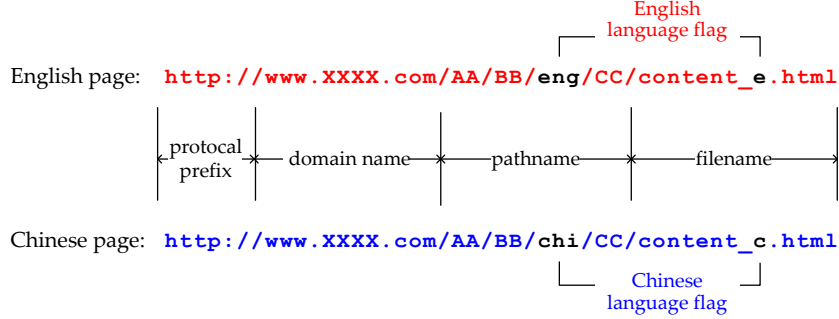 English
language flag
English page: http://www.XXXX.com/AA/BB/eng/CC/content_e.html
protocal
prefix
domain name
pathname
filename
Chinese page: http://www.XXXX.com/AA/BB/chi/CC/content_c.html
Chinese
language flag